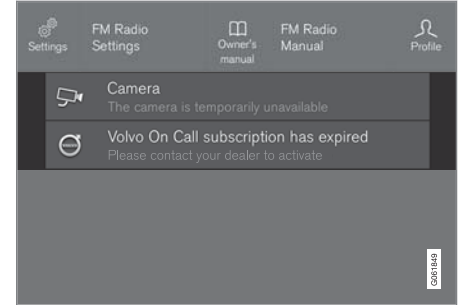 FM Radio
Settings
Settings
Owner's
manual
FM Radio
Manual
Profile
Camera
The camera is temporarily unavailable
Volvo On Call subscription has expired
Please contact your dealer to activate
G061849